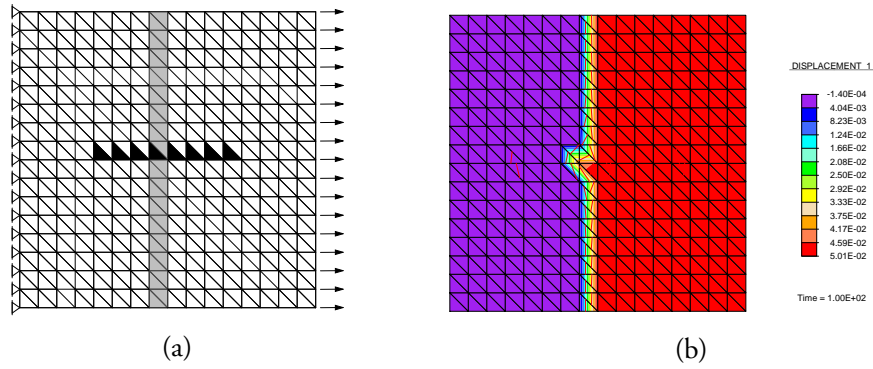 DISPLACEMENT 1
-1.40E-04
4.04E-03
8.23E-03
1.24E-02
1.66E-02
2.08E-02
2.50E-02
2.92E-02
3.33E-02
3.75E-02
4.17E-02
4.59E-02
5.01E-02
Time = 1.00E+02
(a)
(b)